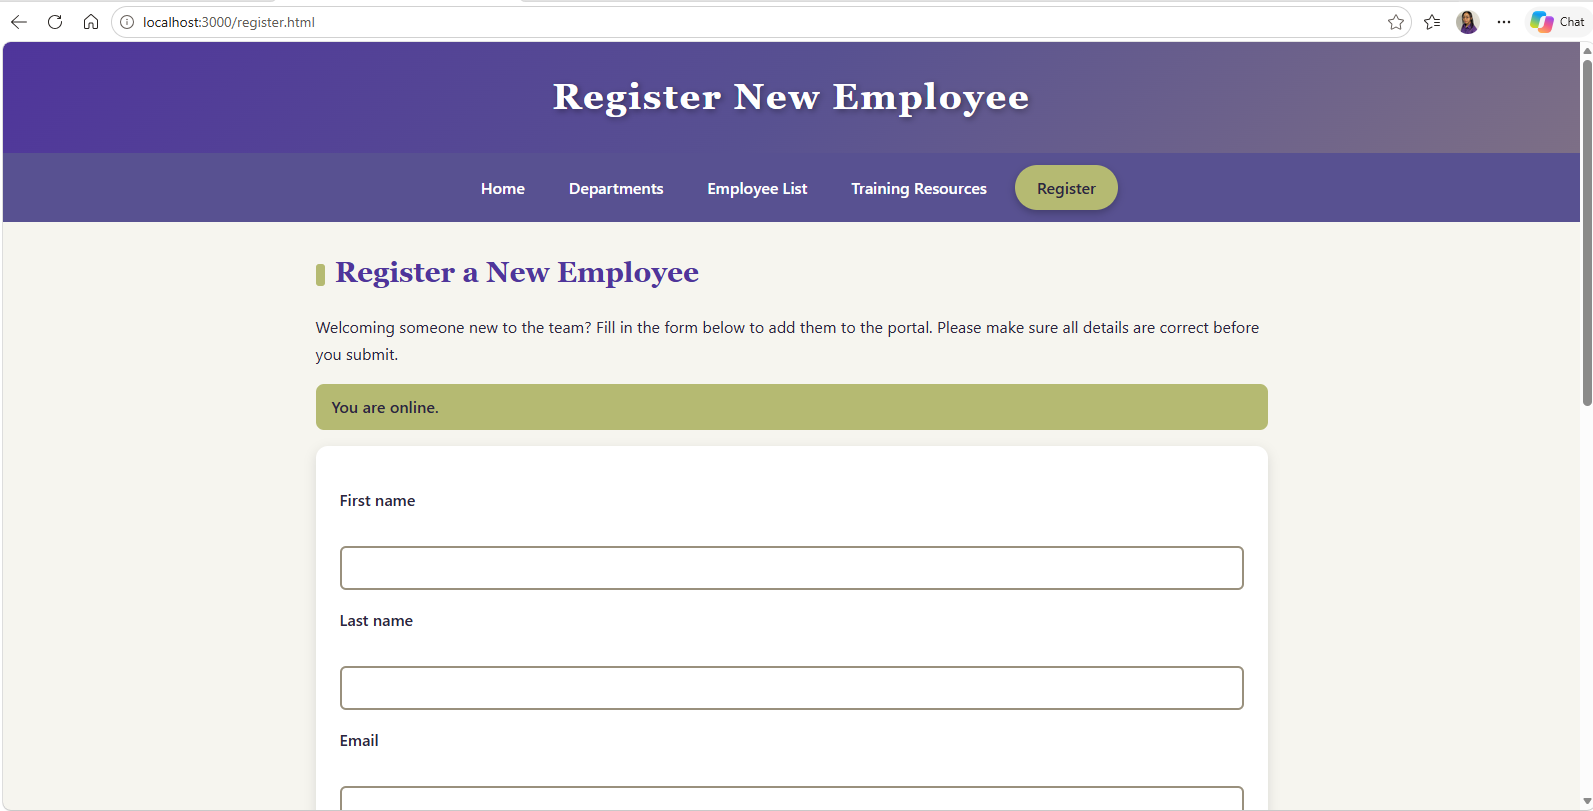 localhost:3000/register.html
Chat
Register New Employee
Home Departments Employee List Training Resources Register
Register a New Employee
Welcoming someone new to the team? Fill in the form below to add them to the portal. Please make sure all details are correct before
you submit.
You are online.
First name
Last name
Email